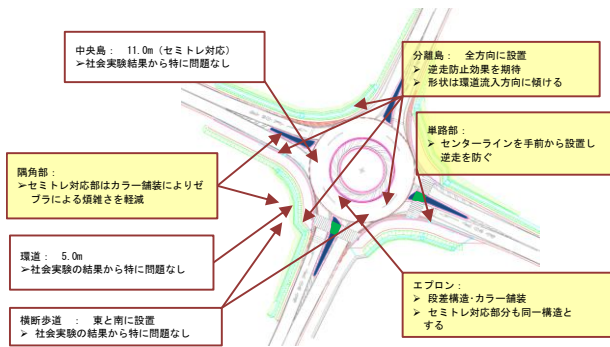 中央島： 11.0m（セミトレ対応）
➢社会実験結果から特に問題なし
分離島： 全方向に設置
➢ 逆走防止効果を期待
➢ 形状は環道流入方向に傾ける
単路部：
➢ センターラインを手前から設置し
逆走を防ぐ
隅角部：
➢セミトレ対応部はカラー舗装によりゼ
ブラによる煩雑さを軽減
環道： 5.0m
➢社会実験の結果から特に問題なし
横断歩道 ： 東と南に設置
➢ 社会実験の結果から特に問題なし
エプロン：
➢ 段差構造・カラー舗装
➢ セミトレ対応部分も同一構造と
する